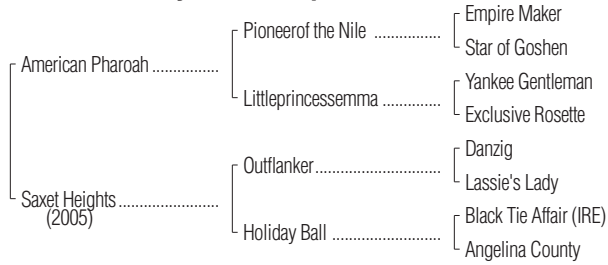 Empire Maker
Pioneerof the Nile ................
Star of Goshen
American Pharoah ................
Yankee Gentleman
Littleprincessemma ..............
Exclusive Rosette
Danzig
Outflanker..............................
Lassie's Lady
Saxet Heights ........................
(2005)
Black Tie Affair (IRE)
Holiday Ball ..........................
Angelina County